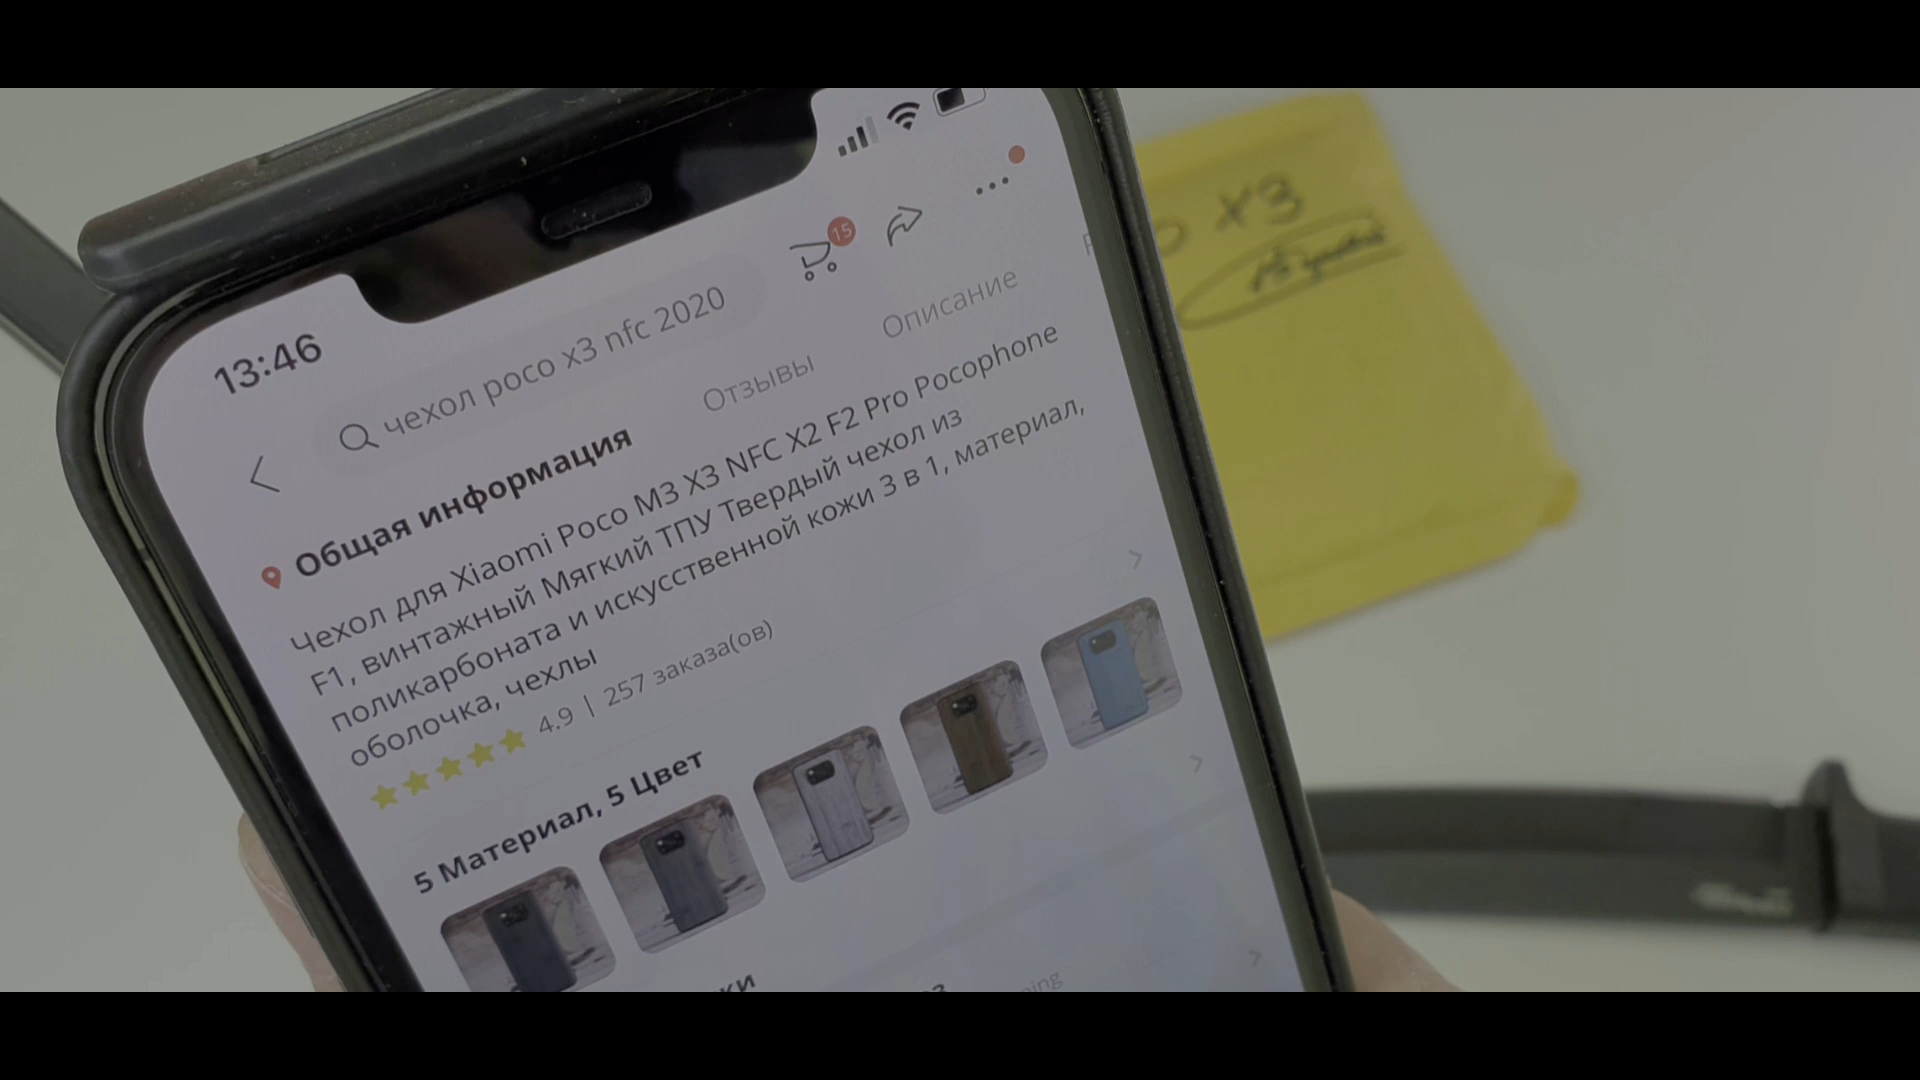 13:46
чехол poco x3 nfc 2020
15
Общая информация
Отзывы
Описание
Чехол для Xiaomi Poco M3 X3 NFC X2 F2 Pro Pocophone
F1, винтажный Мягкий ТПУ Твердый чехол из
поликарбоната и искусственной кожи 3 в 1, материал,
оболочка, чехлы
4.9 | 257 заказа(ов)
5 Материал, 5 Цвет
X3